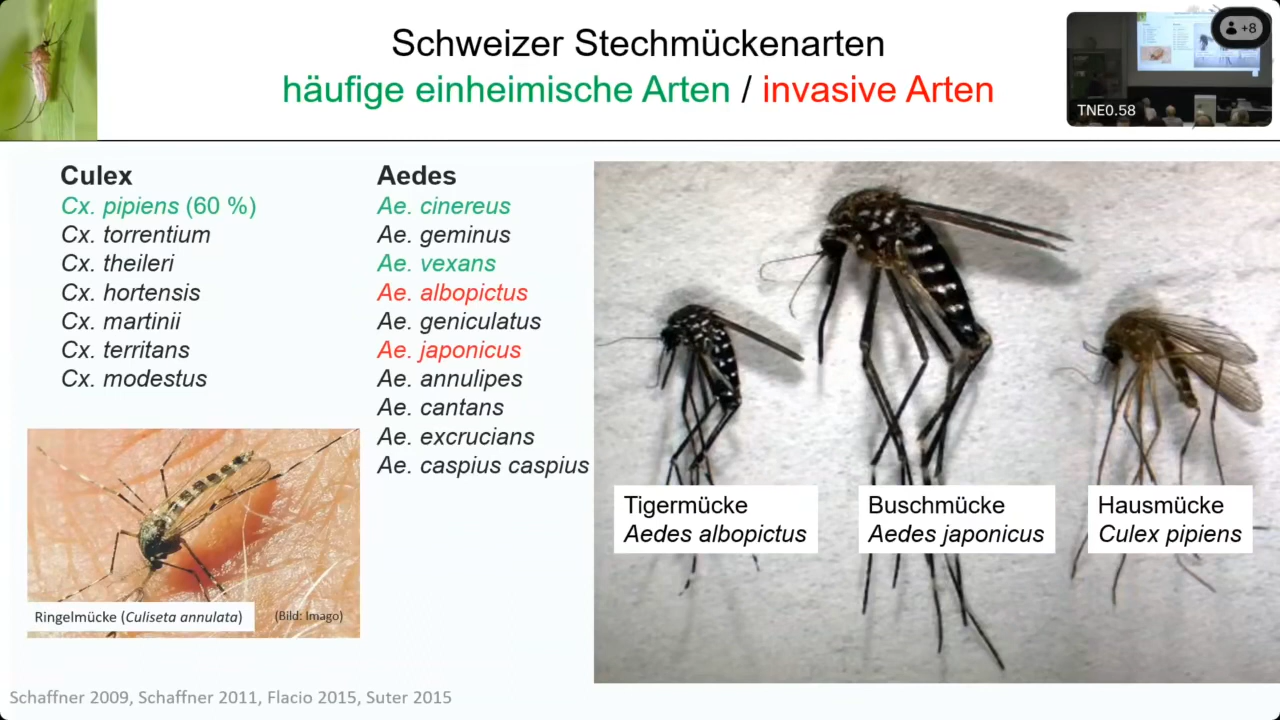 Schweizer Stechmückenarten
häufige einheimische Arten / invasive Arten
+8
TNE0.58
Culex
Cx. pipiens (60 %)
Cx. torrentium
Cx. theileri
Cx. hortensis
Cx. martinii
Cx. territans
Cx. modestus
Aedes
Ae. cinereus
Ae. geminus
Ae. vexans
Ae. albopictus
Ae. geniculatus
Ae. japonicus
Ae. annulipes
Ae. cantans
Ae. excrucians
Ae. caspius caspius
Tigermücke
Aedes albopictus
Buschmücke
Aedes japonicus
Hausmücke
Culex pipiens
Ringelmücke (Culiseta annulata)
(Bild: Imago)
Schaffner 2009, Schaffner 2011, Flacio 2015, Suter 2015